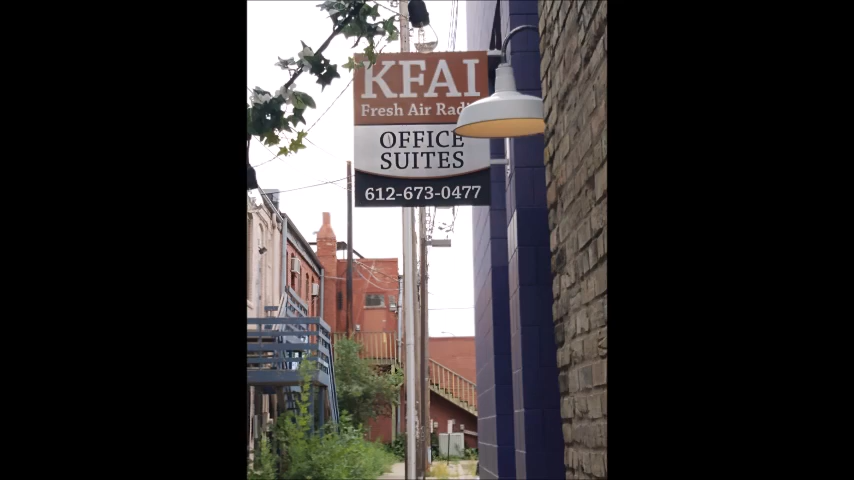 KFAI
Fresh Air Radi
OFFICE
SUITES
612-673-0477